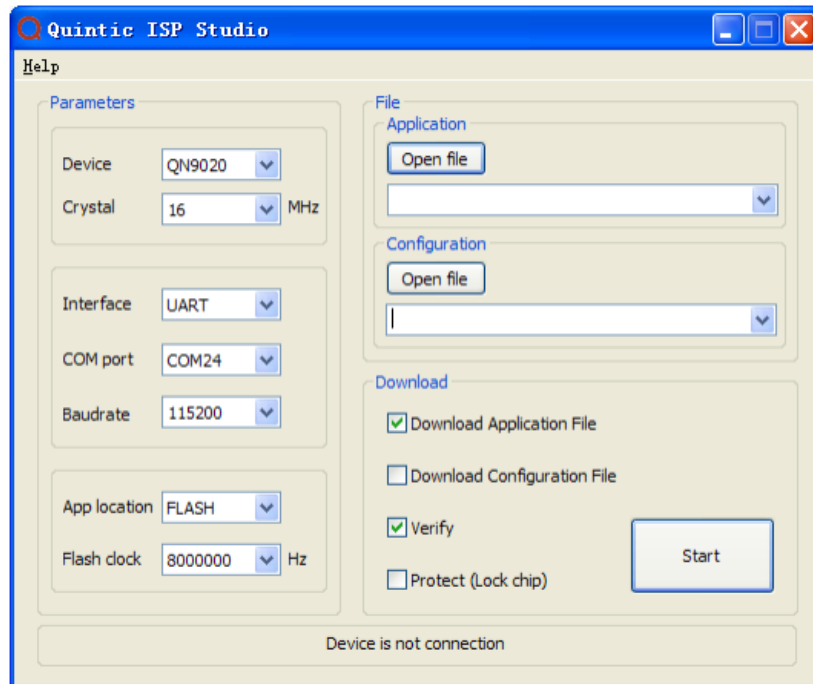 Quintic ISP Studio
Help
Parameters
Device QN9020
Crystal 16 MHz
Interface UART
COM port COM24
Baudrate 115200
App location FLASH
Flash clock 8000000 Hz
File
Application
Open file
Configuration
Open file
Download
Download Application File
Download Configuration File
Verify
Protect (Lock chip)
Start
Device is not connection